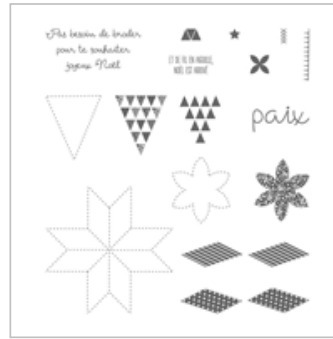 Pas besoin de broder
pour te souhaiter
joyeux Noël
ET DE FIL EN AIGUILLE,
NOËL EST ARRIVÉ
paix